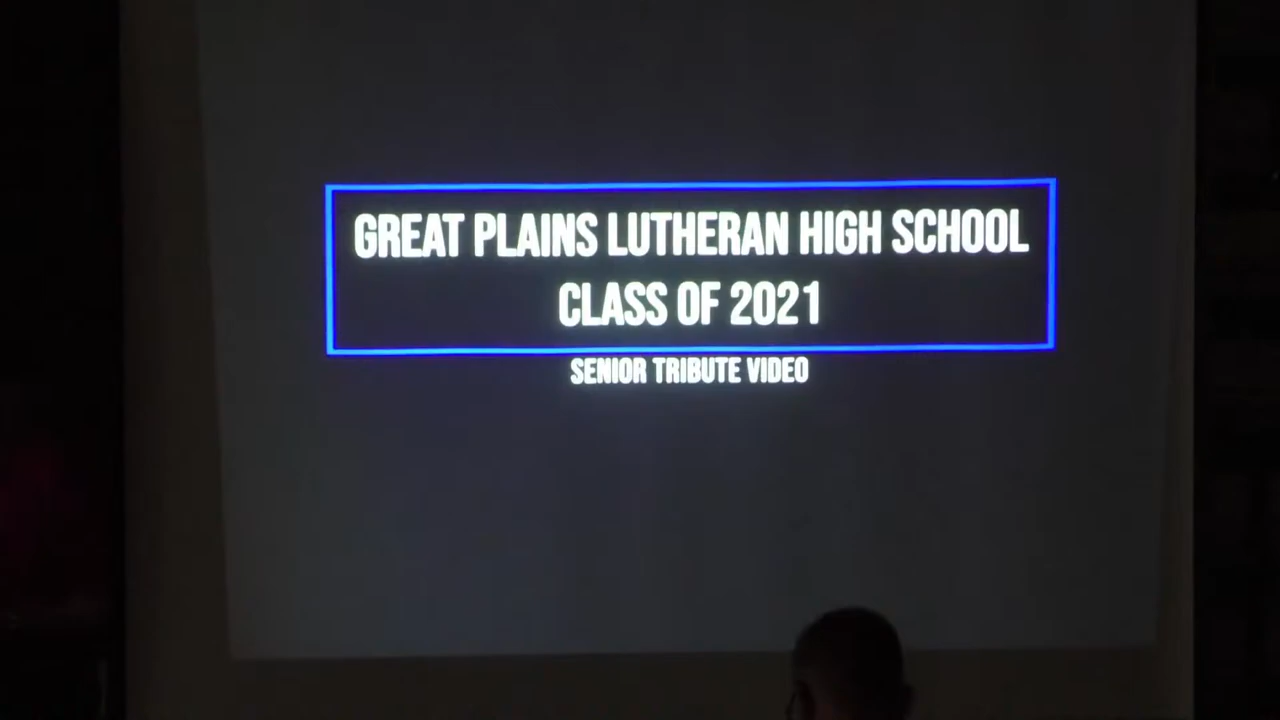 GREAT PLAINS LUTHERAN HIGH SCHOOL
CLASS OF 2021
SENIOR TRIBUTE VIDEO